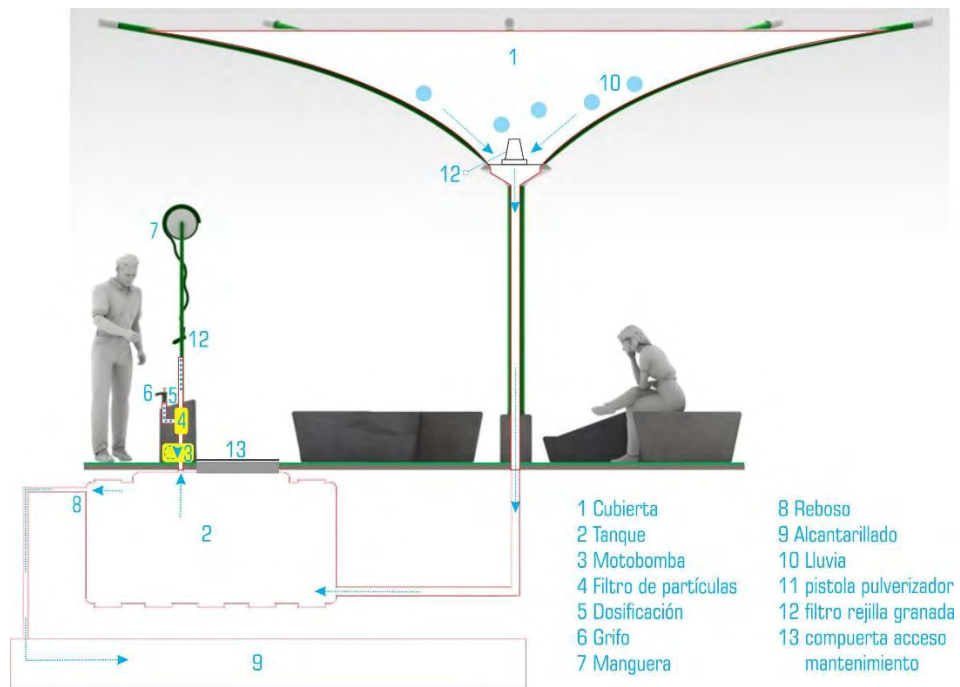 1
10
12
7
12
6
5
4
3
13
8
2
9
1 Cubierta
2 Tanque
3 Motobomba
4 Filtro de partículas
5 Dosificación
6 Grifo
7 Manguera
8 Reboso
9 Alcantarillado
10 Lluvia
11 pistola pulverizador
12 filtro rejilla granada
13 compuerta acceso
mantenimiento